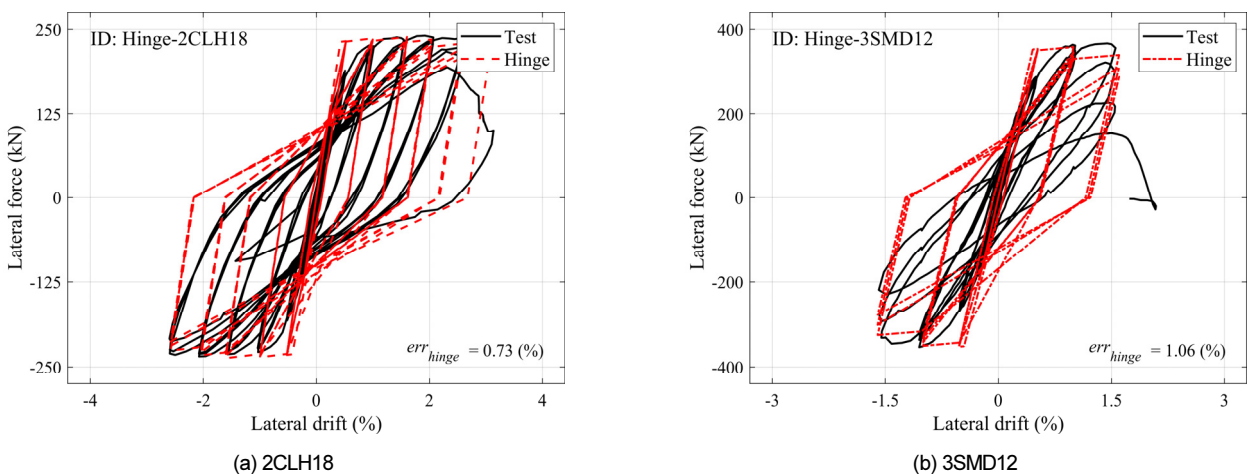 (a)
ID: Hinge-2CLH18
Test
Hinge
250
125
0
-125
-250
Lateral force (kN)
err_hinge = 0.73 (%)
-4
-2
0
2
4
Lateral drift (%)
(a) 2CLH18
(b)
ID: Hinge-3SMD12
Test
Hinge
400
200
0
-200
-400
Lateral force (kN)
err_hinge = 1.06 (%)
-3
-1.5
0
1.5
3
Lateral drift (%)
(b) 3SMD12